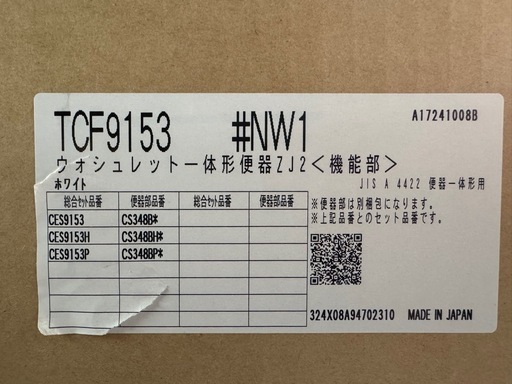 A17241008B
TCF9153 #NW1
ウォシュレット一体形便器ZJ2<機能部>
ホワイト
JIS A 4422 便器一体形用
総合セット品番 便器部品番 総合セット品番 便器部品番
CES9153 CS348B*
CES9153H CS348BH*
CES9153P CS348BP*
※便器部は別梱包になります。
※上記品番とのセット品番です。
324X08A94702310 MADE IN JAPAN